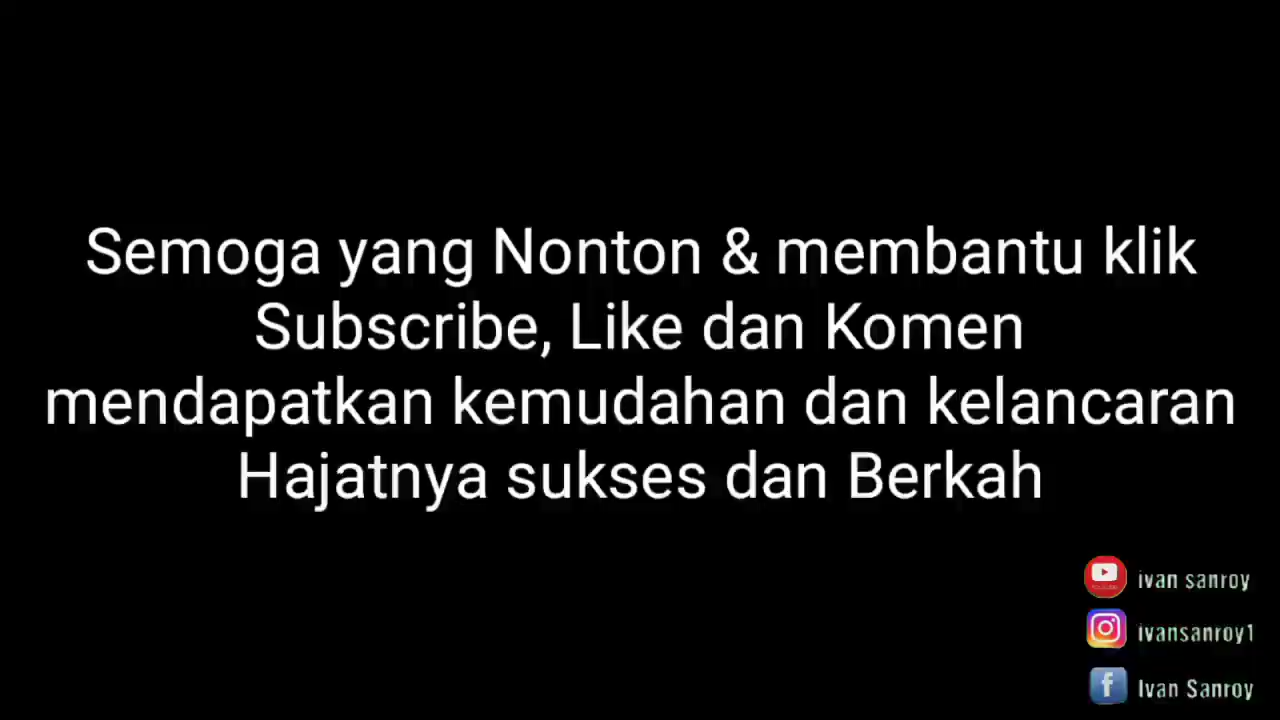 Semoga yang Nonton & membantu klik
Subscribe, Like dan Komen
mendapatkan kemudahan dan kelancaran
Hajatnya sukses dan Berkah
ivan sanroy
ivansanroy1
Ivan Sanroy